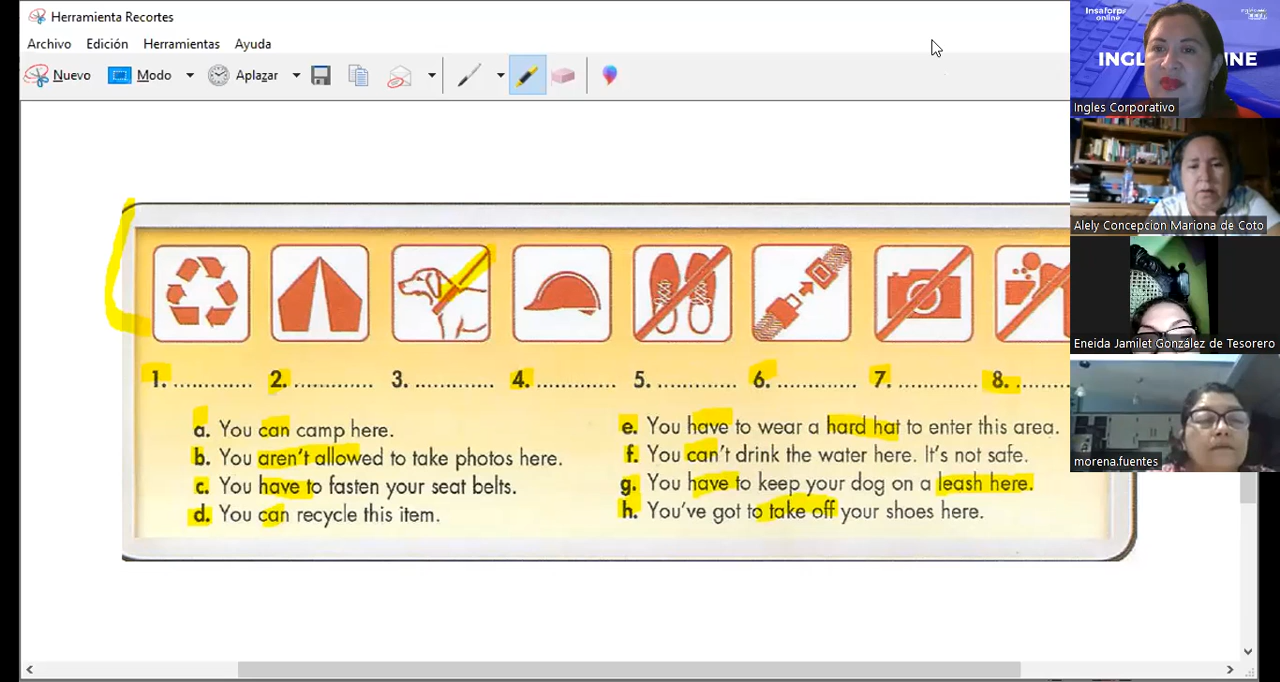 Herramienta Recortes
Archivo Edición Herramientas Ayuda
Nuevo Modo Aplazar
1. ............. 2. ............. 3. ............. 4. ............. 5. ............. 6. ............. 7. ............. 8. .........
a. You can camp here.
b. You aren't allowed to take photos here.
c. You have to fasten your seat belts.
d. You can recycle this item.
e. You have to wear a hard hat to enter this area.
f. You can't drink the water here. It's not safe.
g. You have to keep your dog on a leash here.
h. You've got to take off your shoes here.
Insaforp
online
INGL INE
Ingles Corporativo
Alely Concepcion Mariona de Coto
Eneida Jamilet González de Tesorero
morena.fuentes